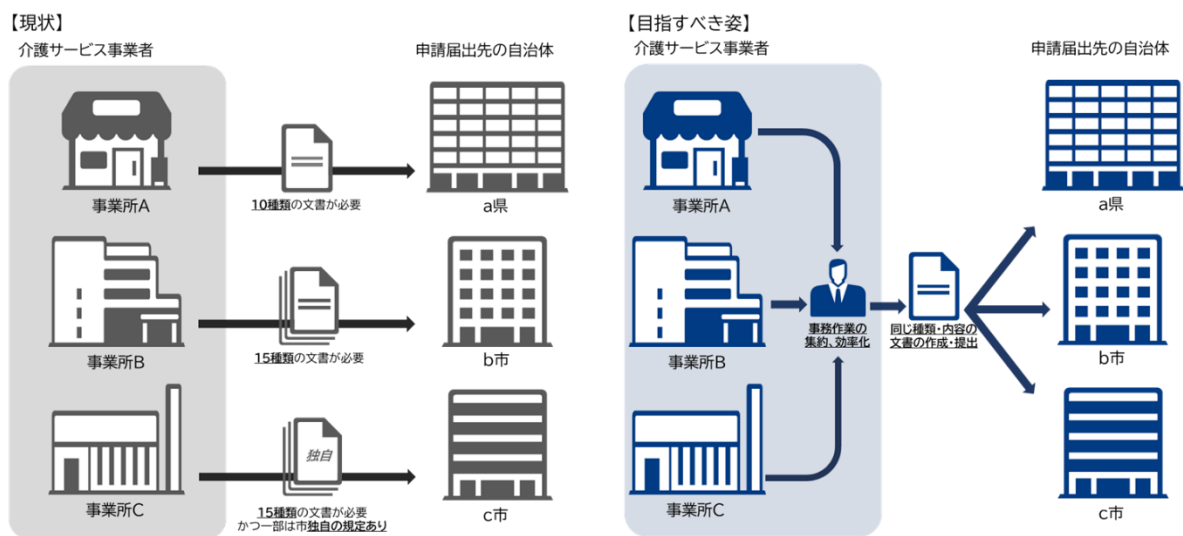 【現状】
介護サービス事業者
申請届出先の自治体
事業所A
10種類の文書が必要
a県
事業所B
15種類の文書が必要
b市
独自
事業所C
15種類の文書が必要
かつ一部は市独自の規定あり
c市
【目指すべき姿】
介護サービス事業者
申請届出先の自治体
事業所A
a県
事業所B
事務作業の
集約、効率化
同じ種類・内容の
文書の作成・提出
b市
事業所C
c市